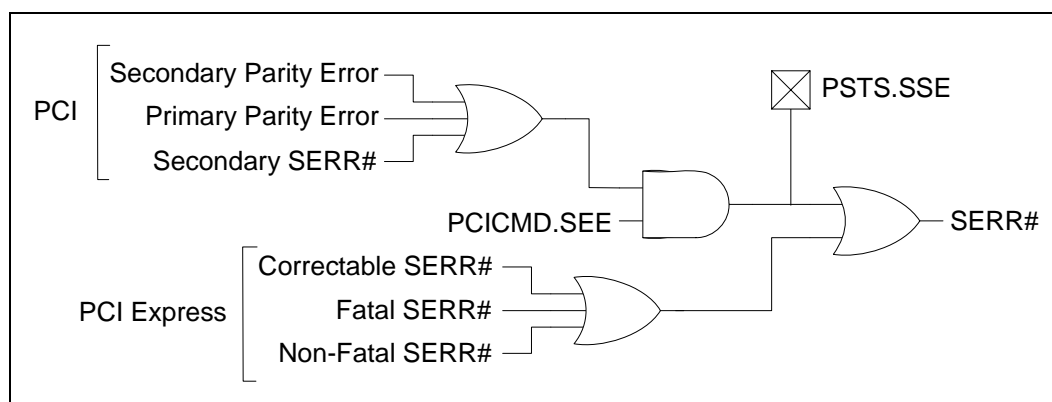 PCI
Secondary Parity Error
Primary Parity Error
Secondary SERR#
PSTS.SSE
PCICMD.SEE
SERR#
PCI Express
Correctable SERR#
Fatal SERR#
Non-Fatal SERR#